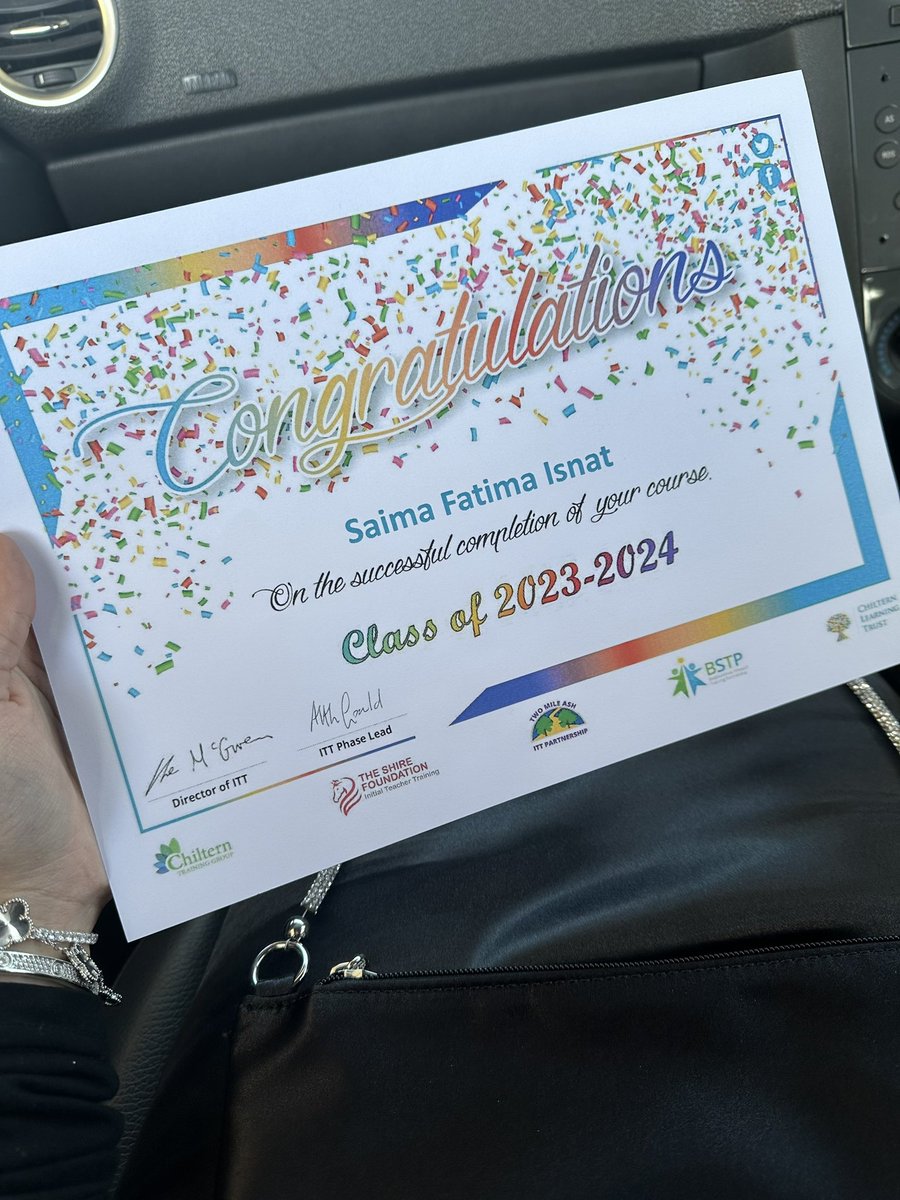 Congratulations
Saima Fatima Isnat
On the successful completion of your course.
Class of 2023-2024
Director of ITT
ITT Phase Lead
THE SHIRE
FOUNDATION
Initial Teacher Training
TWO MILE ASH
ITT PARTNERSHIP
BSTP
CHILTERN
LEARNING
TRUST
Chiltern
TRAINING GROUP
AS